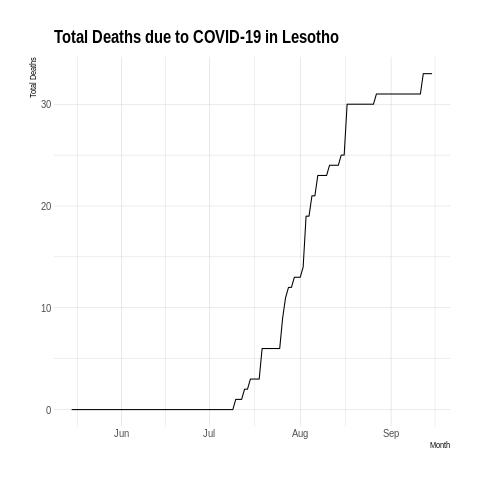 Total Deaths due to COVID-19 in Lesotho
Total Deaths
30
20
10
0
Jun Jul Aug Sep
Month